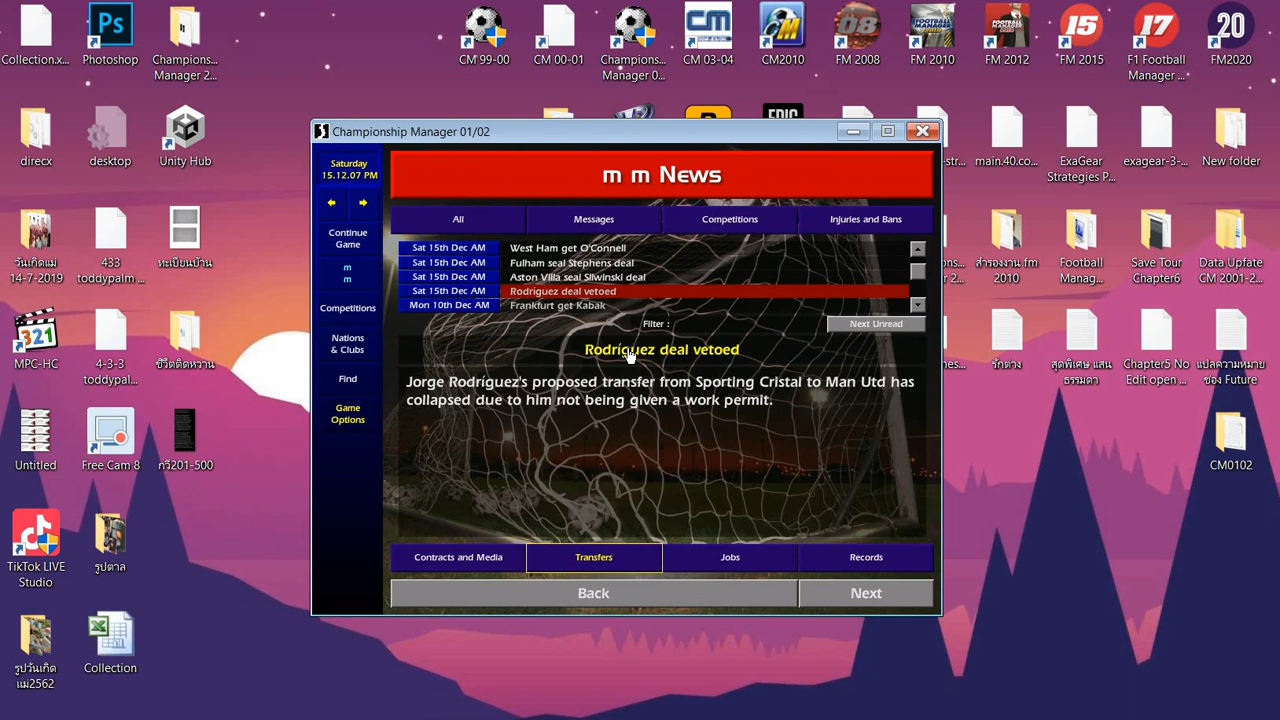 Collection.x...
Photoshop
Champions...
Manager 2...
CM 99-00
CM 00-01
Champions...
Manager 0...
CM 03-04
CM2010
FM 2008
FM 2010
FM 2012
FM 2015
F1 Football
Manager ...
FM2020
direcx
desktop
Unity Hub
main.40.co...
ExaGear
Strategies P...
exagear-3-...
New folder
วันเกิดแม่
14-7-2019
433
toddypalm...
ทะเบียนบ้าน
สำรองงาน fm
2010
Football
Manag...
Save Tour
Chapter6
Data Upfate
CM 2001-2...
MPC-HC
4-3-3
toddypal...
ชีวิตติดหนวด
รักต่าง
สุดพิเศษ แสน
ธรรมดา
Chapter5 No
Edit open ...
แปลความหมาย
ของ Future
Untitled
Free Cam 8
กวี201-500
CM0102
TikTok LIVE
Studio
รูปตาล
รูปวันเกิด
แม่2562
Collection
Championship Manager 01/02
Saturday
15.12.07 PM
Continue
Game
m
m
Competitions
Nations
& Clubs
Find
Game
Options
m m News
All
Messages
Competitions
Injuries and Bans
Sat 15th Dec AM West Ham get O'Connell
Sat 15th Dec AM Fulham seal Stephens deal
Sat 15th Dec AM Aston Villa seal Sliwinski deal
Sat 15th Dec AM Rodríguez deal vetoed
Mon 10th Dec AM Frankfurt get Kabak
Filter :
Next Unread
Rodríguez deal vetoed
Jorge Rodríguez's proposed transfer from Sporting Cristal to Man Utd has
collapsed due to him not being given a work permit.
Contracts and Media
Transfers
Jobs
Records
Back
Next